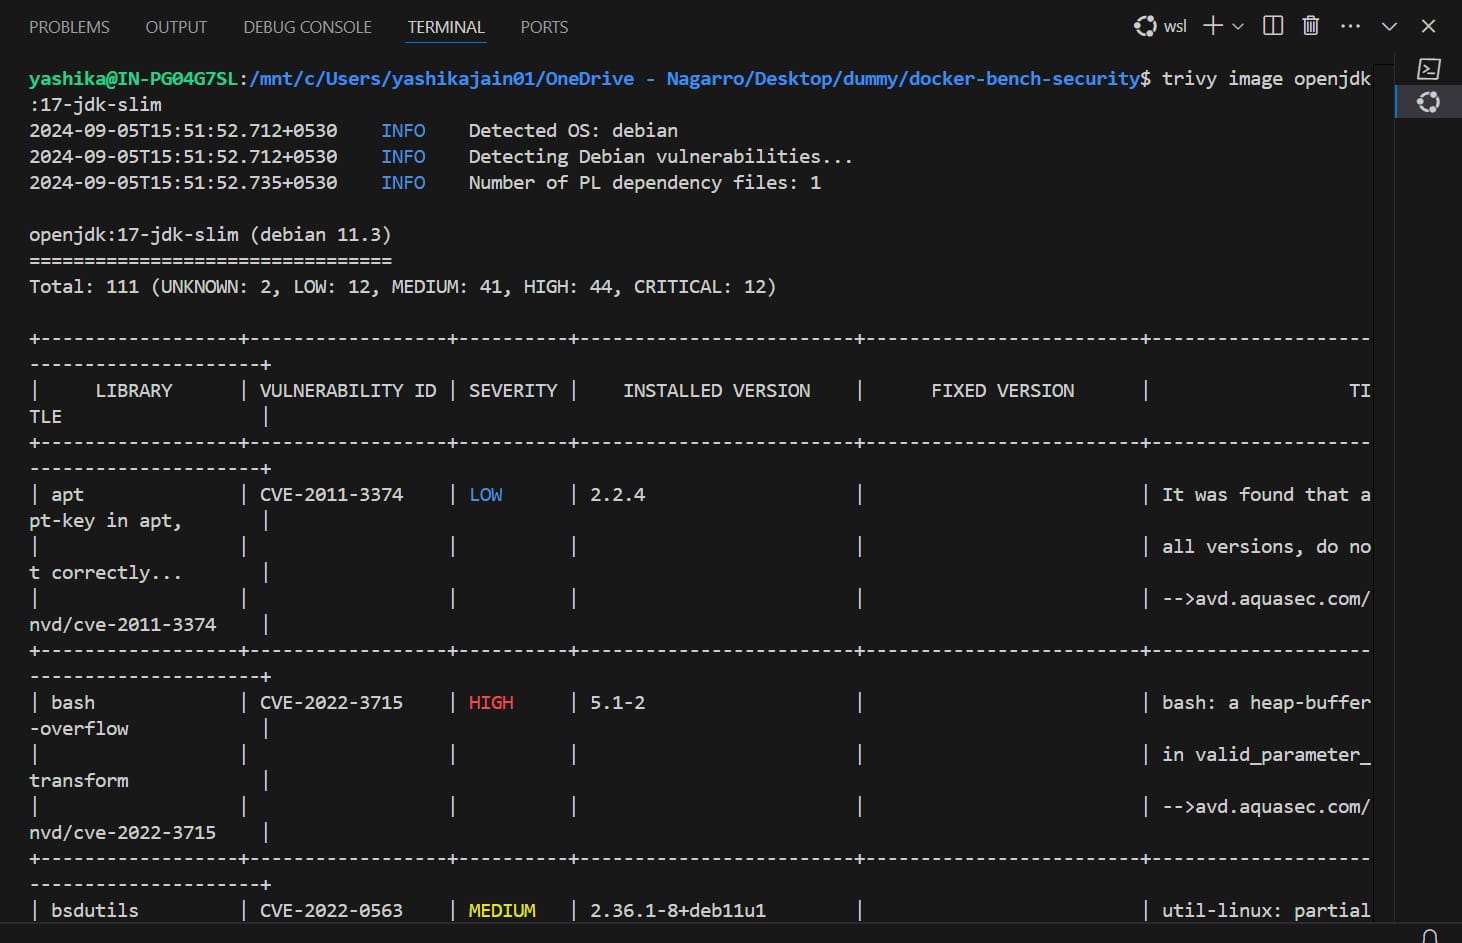 PROBLEMS OUTPUT DEBUG CONSOLE TERMINAL PORTS wsl
yashika@IN-PG04G7SL:/mnt/c/Users/yashikajain01/OneDrive - Nagarro/Desktop/dummy/docker-bench-security$ trivy image openjdk
:17-jdk-slim
2024-09-05T15:51:52.712+0530    INFO    Detected OS: debian
2024-09-05T15:51:52.712+0530    INFO    Detecting Debian vulnerabilities...
2024-09-05T15:51:52.735+0530    INFO    Number of PL dependency files: 1

openjdk:17-jdk-slim (debian 11.3)
=================================
Total: 111 (UNKNOWN: 2, LOW: 12, MEDIUM: 41, HIGH: 44, CRITICAL: 12)

+------------------+------------------+----------+-------------------------+-------------------------+--------------------
---------------------+
|     LIBRARY      | VULNERABILITY ID | SEVERITY |    INSTALLED VERSION    |      FIXED VERSION      |                  TI
TLE                  |
+------------------+------------------+----------+-------------------------+-------------------------+--------------------
---------------------+
| apt              | CVE-2011-3374    | LOW      | 2.2.4                   |                         | It was found that a
pt-key in apt,       |
|                  |                  |          |                         |                         | all versions, do no
t correctly...       |
|                  |                  |          |                         |                         | -->avd.aquasec.com/
nvd/cve-2011-3374    |
+------------------+------------------+----------+-------------------------+-------------------------+--------------------
---------------------+
| bash             | CVE-2022-3715    | HIGH     | 5.1-2                   |                         | bash: a heap-buffer
-overflow            |
|                  |                  |          |                         |                         | in valid_parameter_
transform            |
|                  |                  |          |                         |                         | -->avd.aquasec.com/
nvd/cve-2022-3715    |
+------------------+------------------+----------+-------------------------+-------------------------+--------------------
---------------------+
| bsdutils         | CVE-2022-0563    | MEDIUM   | 2.36.1-8+deb11u1        |                         | util-linux: partial